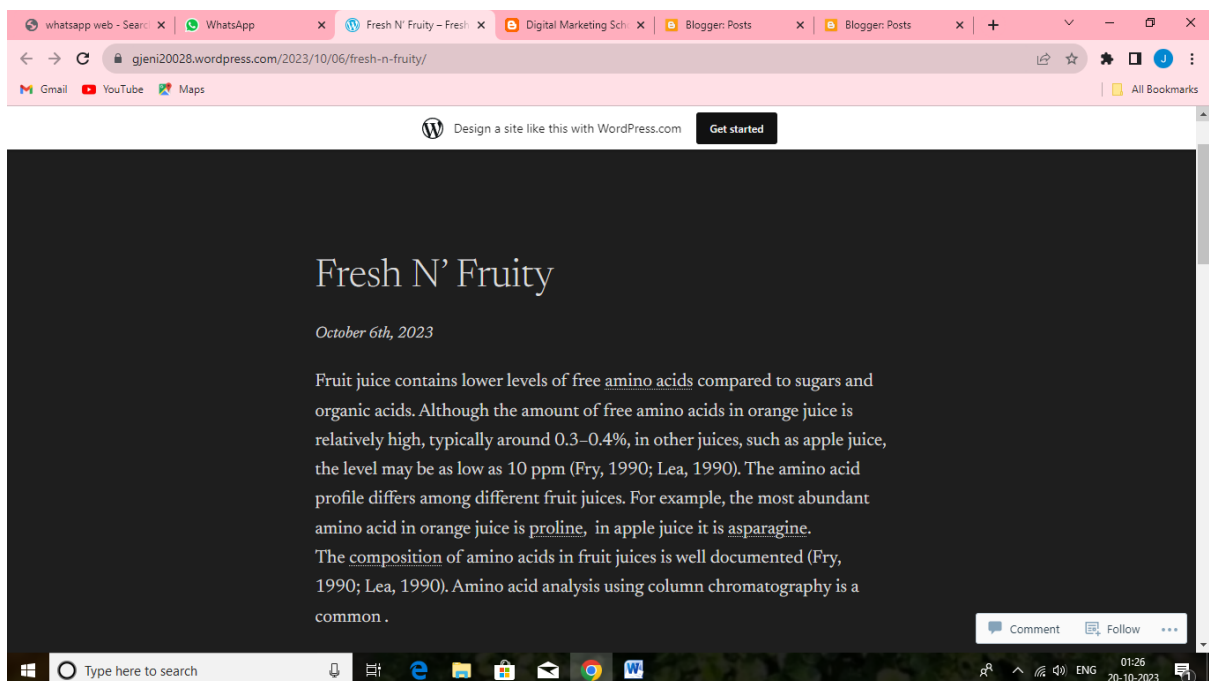 whatsapp web - Searc
WhatsApp
Fresh N' Fruity – Fresh
Digital Marketing Scho
Blogger: Posts
Blogger: Posts
gjeni20028.wordpress.com/2023/10/06/fresh-n-fruity/
J
Gmail
YouTube
Maps
All Bookmarks
Design a site like this with WordPress.com
Get started
Fresh N' Fruity
October 6th, 2023
Fruit juice contains lower levels of free amino acids compared to sugars and
organic acids. Although the amount of free amino acids in orange juice is
relatively high, typically around 0.3–0.4%, in other juices, such as apple juice,
the level may be as low as 10 ppm (Fry, 1990; Lea, 1990). The amino acid
profile differs among different fruit juices. For example, the most abundant
amino acid in orange juice is proline,  in apple juice it is asparagine.
The composition of amino acids in fruit juices is well documented (Fry,
1990; Lea, 1990). Amino acid analysis using column chromatography is a
common .
Comment
Follow
Type here to search
ENG
01:26
20-10-2023